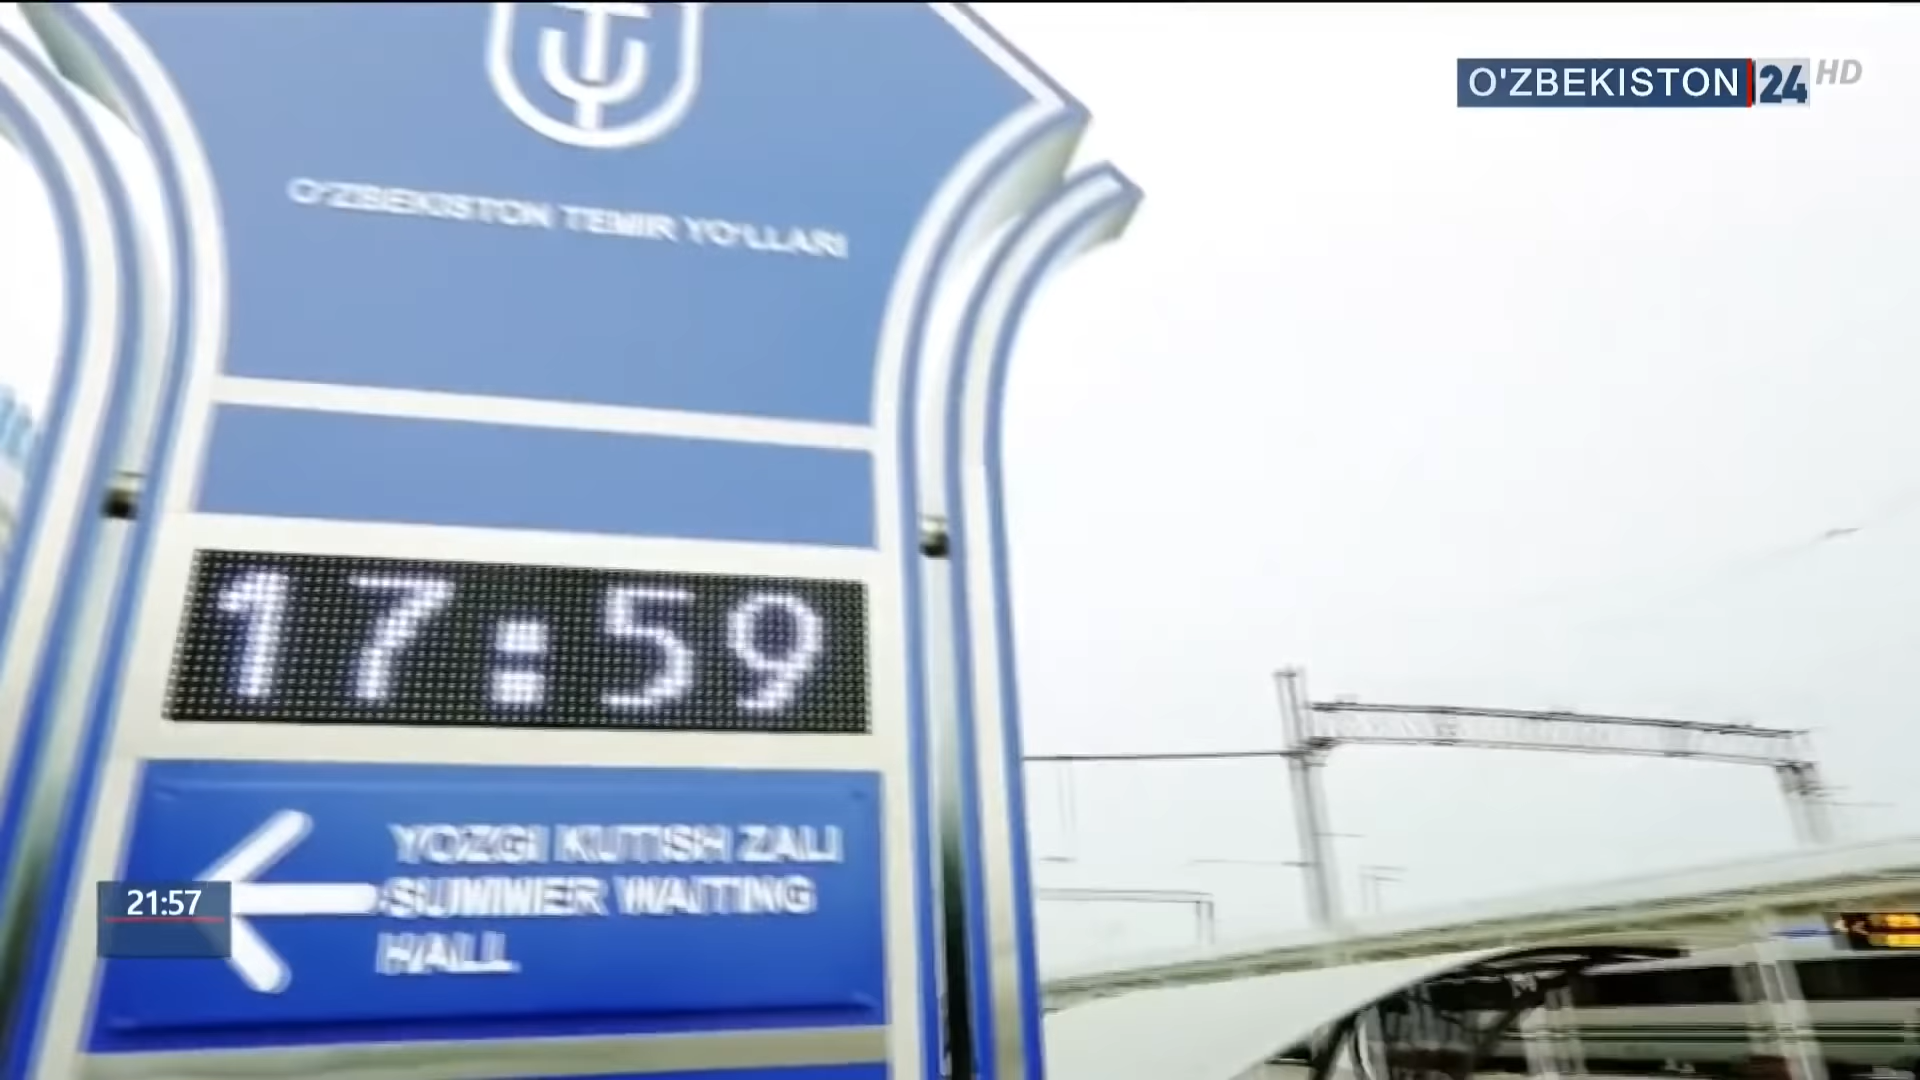 O'ZBEKISTON 24 HD
O'ZBEKISTON TEMIR YO'LLARI
17:59
YOZGI KUTISH ZALI
SUMMER WAITING
HALL
21:57